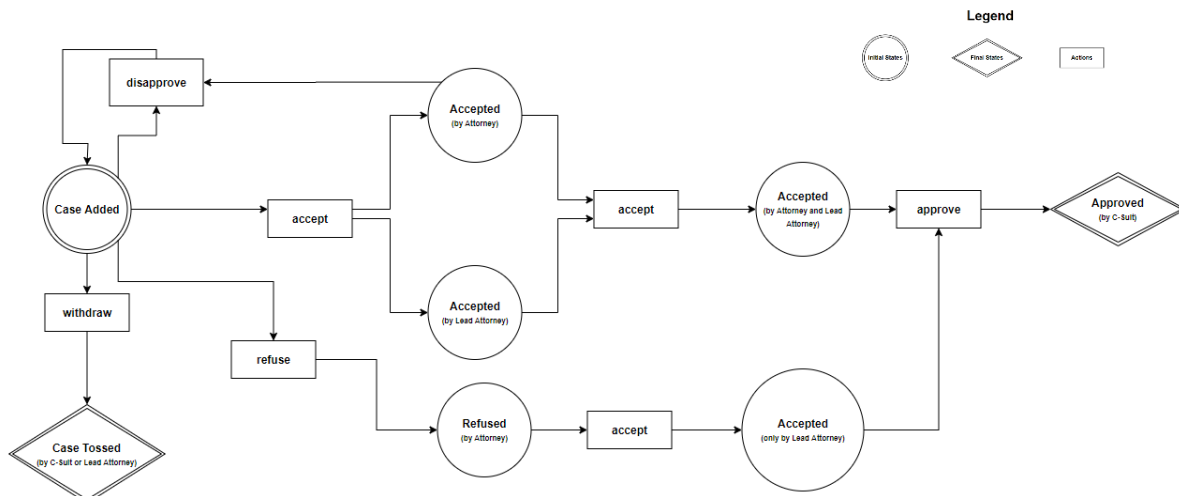 Legend
Initial States
Final States
Actions
disapprove
Accepted
(by Attorney)
Case Added
accept
accept
Accepted
(by Attorney and Lead
Attorney)
approve
Approved
(by C-Suit)
withdraw
Accepted
(by Lead Attorney)
refuse
Case Tossed
(by C-Suit or Lead Attorney)
Refused
(by Attorney)
accept
Accepted
(only by Lead Attorney)